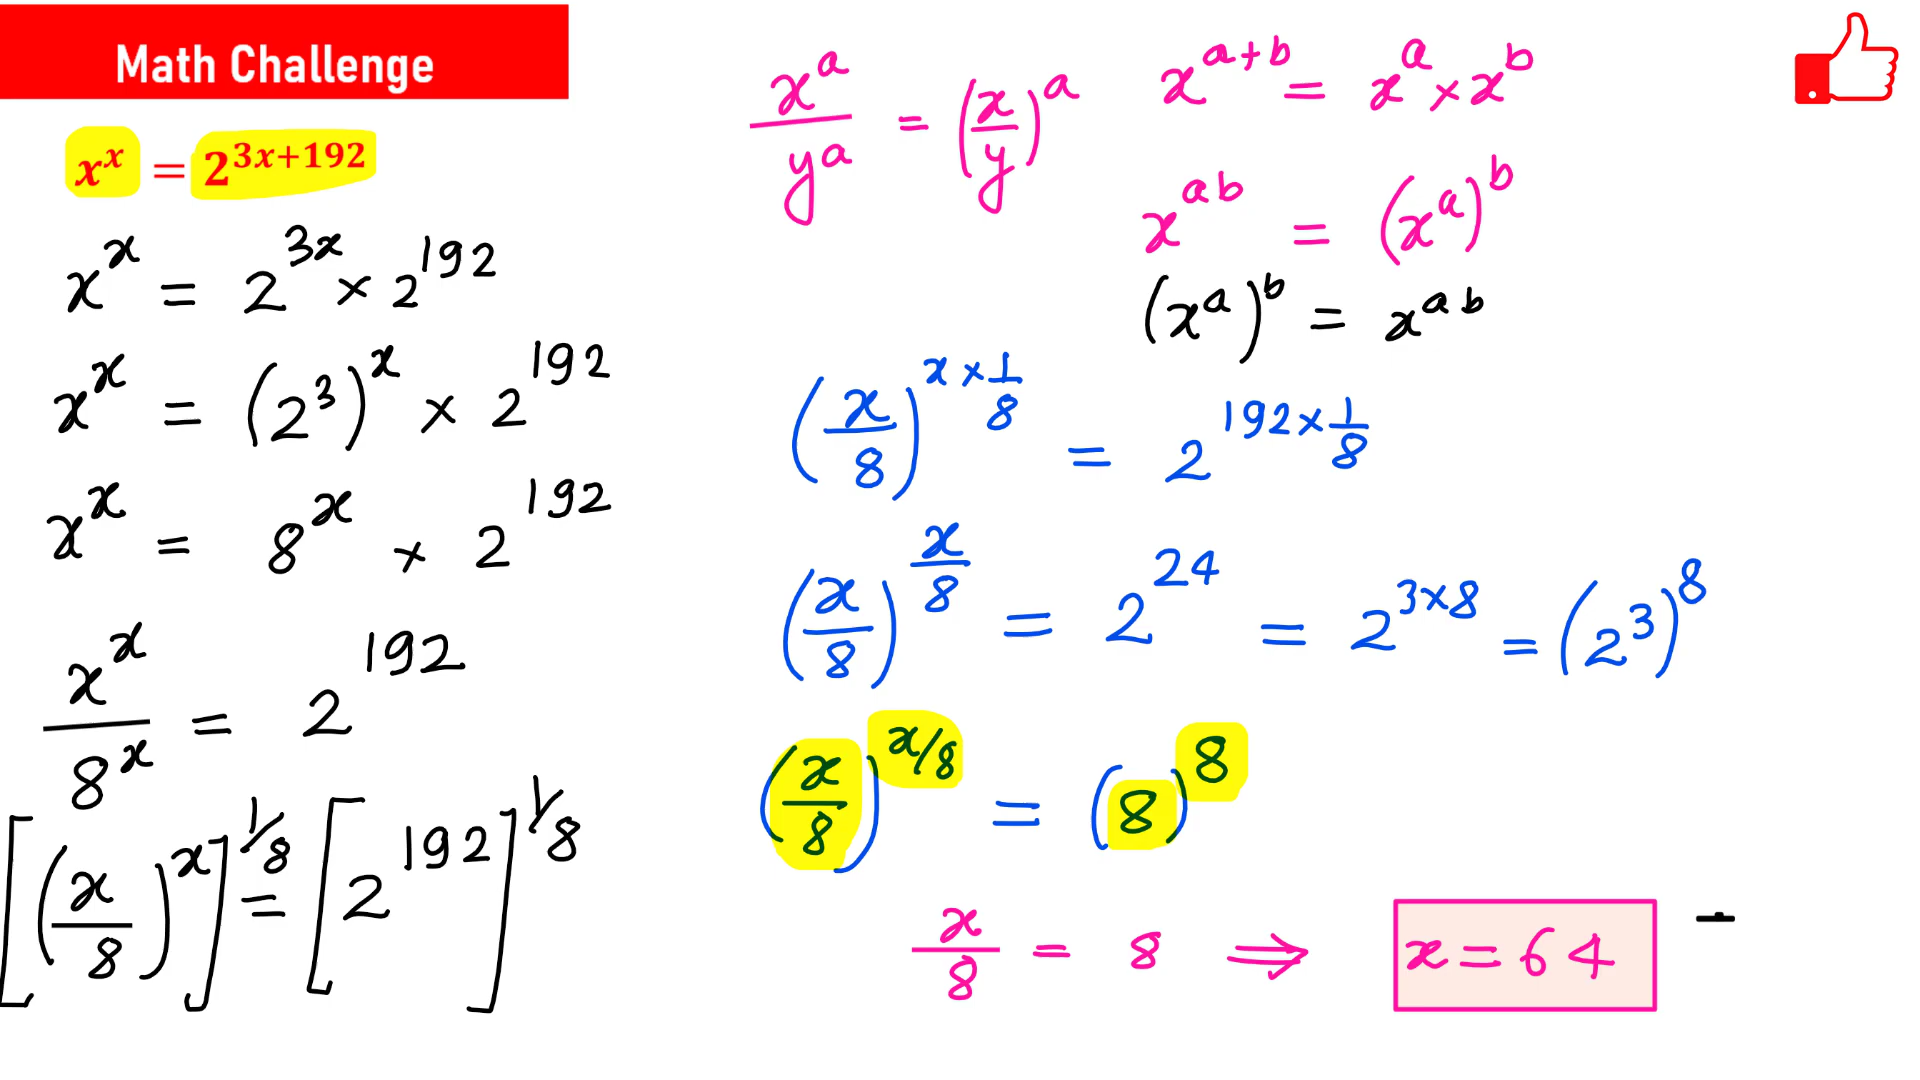 Math Challenge
x^x = 2^{3x+192}
x^x = 2^{3x} × 2^{192}
x^x = (2^3)^x × 2^{192}
x^x = 8^x × 2^{192}
x^x / 8^x = 2^{192}
[(x/8)^x]^{1/8} = [2^{192}]^{1/8}
x^a / y^a = (x/y)^a
x^{a+b} = x^a × x^b
x^{ab} = (x^a)^b
(x^a)^b = x^{ab}
(x/8)^{x × 1/8} = 2^{192 × 1/8}
(x/8)^{x/8} = 2^{24} = 2^{3×8} = (2^3)^8
(x/8)^{x/8} = (8)^8
x/8 = 8 ⇒ x = 64